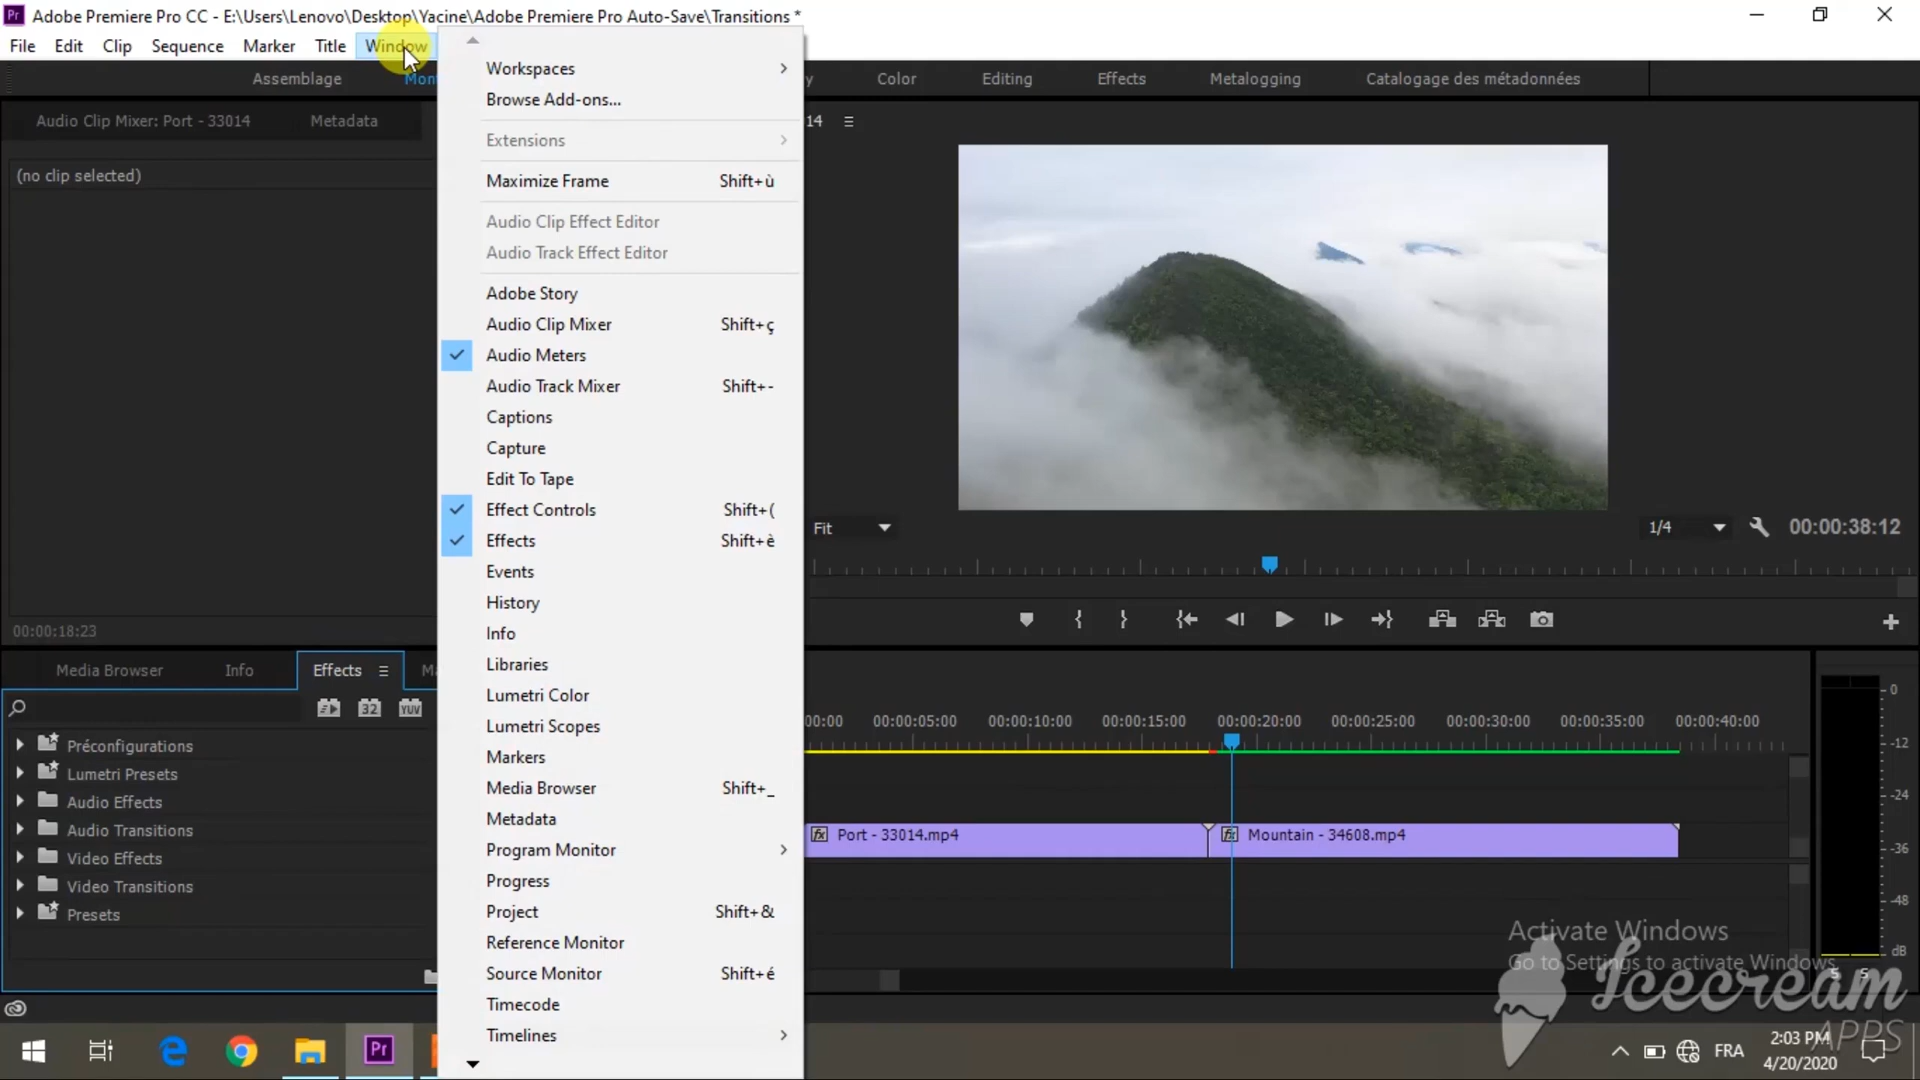 Adobe Premiere Pro CC - E:\Users\Lenovo\Desktop\Yacine\Adobe Premiere Pro Auto-Save\Transitions *
File Edit Clip Sequence Marker Title Window
Assemblage Mont y Color Editing Effects Metalogging Catalogage des métadonnées
Audio Clip Mixer: Port - 33014 Metadata 14
(no clip selected)
Workspaces
Browse Add-ons...
Extensions
Maximize Frame Shift+ù
Audio Clip Effect Editor
Audio Track Effect Editor
Adobe Story
Audio Clip Mixer Shift+ç
Audio Meters
Audio Track Mixer Shift+-
Captions
Capture
Edit To Tape
Effect Controls Shift+(
Effects Shift+è
Events
History
Info
Libraries
Lumetri Color
Lumetri Scopes
Markers
Media Browser Shift+_
Metadata
Program Monitor
Progress
Project Shift+&
Reference Monitor
Source Monitor Shift+é
Timecode
Timelines
Fit 1/4 00:00:38:12
00:00:18:23
Media Browser Info Effects Ma
32 YUV
Préconfigurations
Lumetri Presets
Audio Effects
Audio Transitions
Video Effects
Video Transitions
Presets
00:00 00:00:05:00 00:00:10:00 00:00:15:00 00:00:20:00 00:00:25:00 00:00:30:00 00:00:35:00 00:00:40:00
fx Port - 33014.mp4 fx Mountain - 34608.mp4
0
-12
-24
-36
-48
dB
S S
Activate Windows
Go to Settings to activate Windows.
Icecream
APPS
Pr
FRA
2:03 PM
4/20/2020